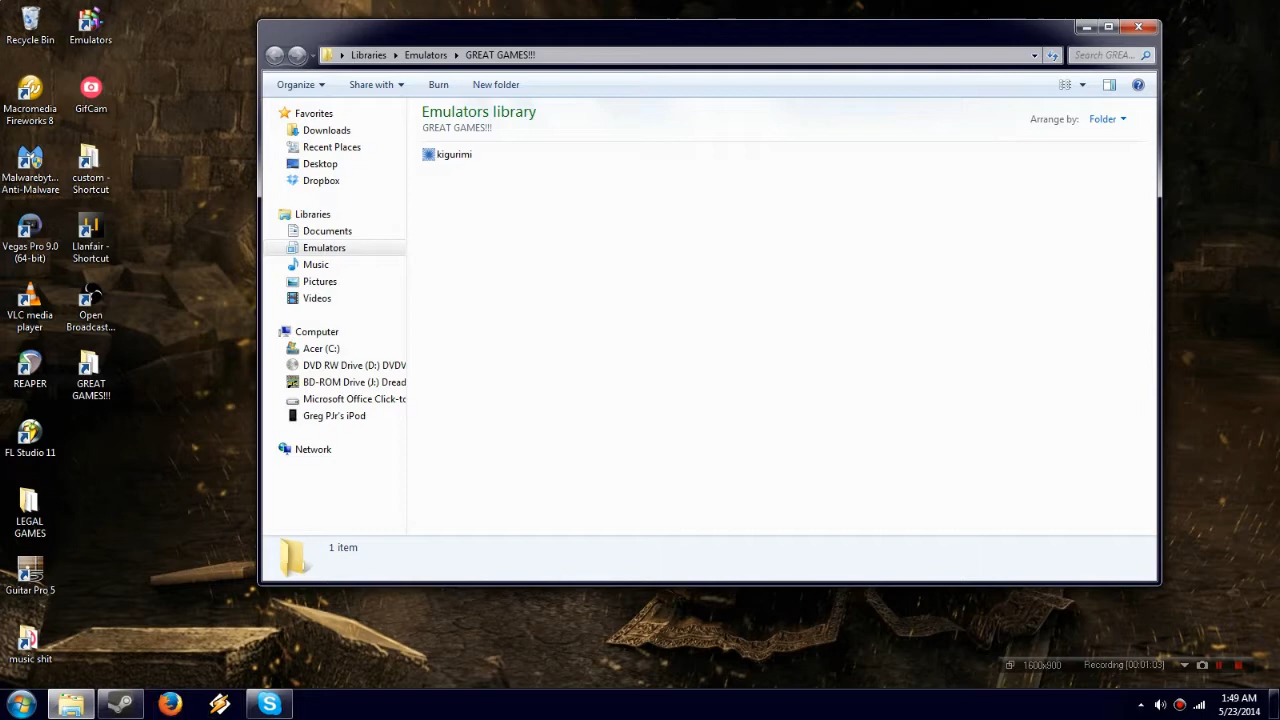 Recycle Bin
Emulators
Macromedia
Fireworks 8
GifCam
Malwarebyt...
Anti-Malware
custom -
Shortcut
Vegas Pro 9.0
(64-bit)
Llanfair -
Shortcut
VLC media
player
Open
Broadcast...
REAPER
GREAT
GAMES!!!
FL Studio 11
LEGAL
GAMES
Guitar Pro 5
music shit
Libraries
Emulators
GREAT GAMES!!!
Search GREA...
Organize
Share with
Burn
New folder
Favorites
Downloads
Recent Places
Desktop
Dropbox
Libraries
Documents
Emulators
Music
Pictures
Videos
Computer
Acer (C:)
DVD RW Drive (D:) DVDV
BD-ROM Drive (J:) Dread
Microsoft Office Click-to
Greg PJr's iPod
Network
Emulators library
GREAT GAMES!!!
Arrange by: Folder
kigurimi
1 item
1600x900
Recording [00:01:03]
1:49 AM
5/23/2014